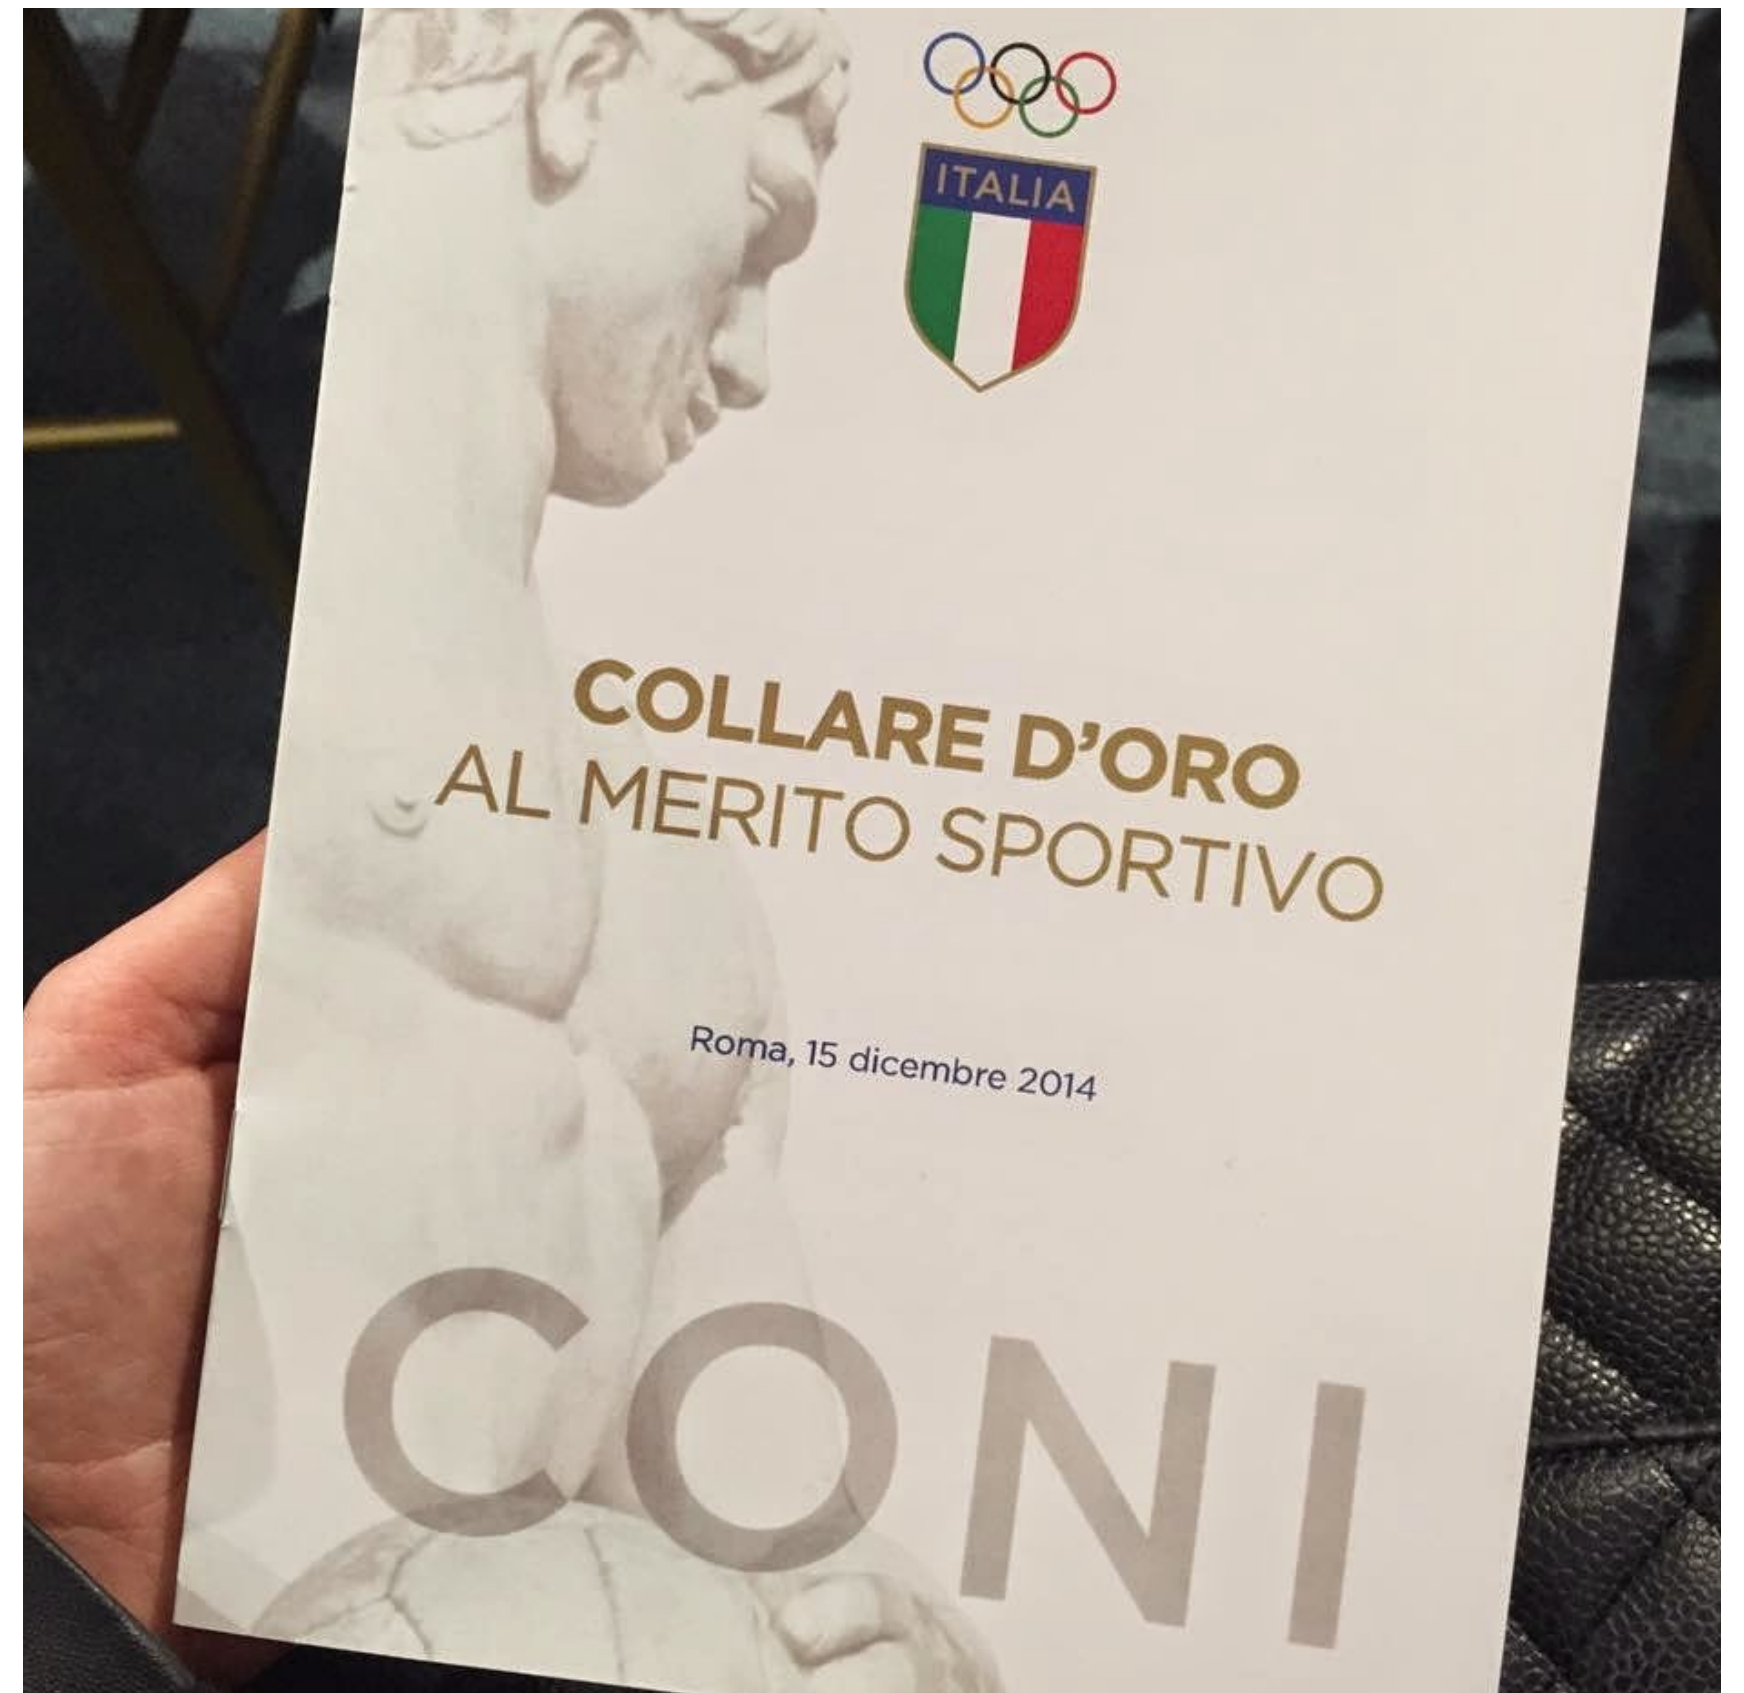 ITALIA
COLLARE D'ORO
AL MERITO SPORTIVO
Roma, 15 dicembre 2014
CONI